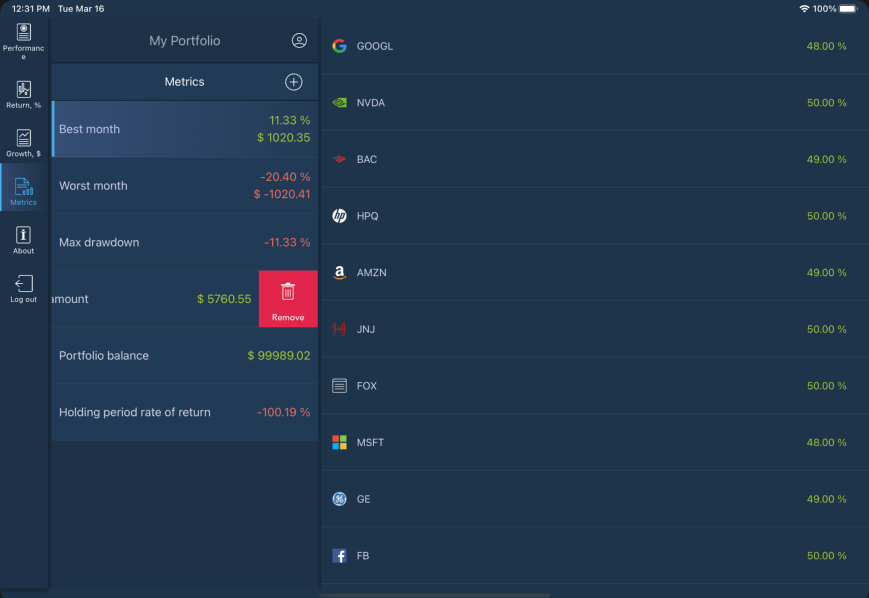 12:31 PM Tue Mar 16
100%
Performanc
e
Return, %
Growth, $
Metrics
About
Log out
My Portfolio
Metrics
Best month
11.33 %
$ 1020.35
Worst month
-20.40 %
$ -1020.41
Max drawdown
-11.33 %
amount
$ 5760.55
Remove
Portfolio balance
$ 99989.02
Holding period rate of return
-100.19 %
GOOGL 48.00 %
NVDA 50.00 %
BAC 49.00 %
hp HPQ 50.00 %
a AMZN 49.00 %
JNJ 50.00 %
FOX 50.00 %
MSFT 48.00 %
GE 49.00 %
f FB 50.00 %